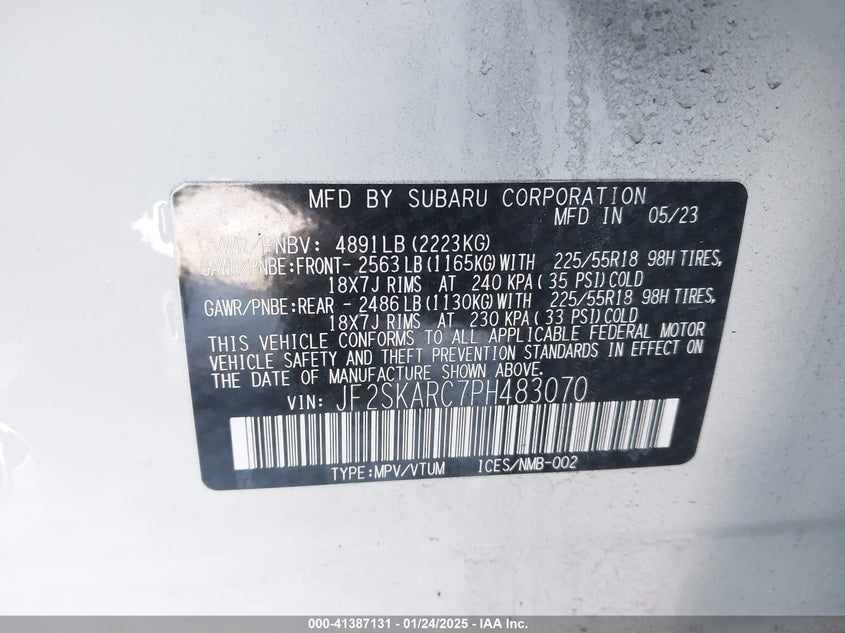 MFD BY SUBARU CORPORATION
MFD IN 05/23
GVWR/PNBV: 4891LB (2223KG)
GAWR/PNBE:FRONT- 2563LB(1165KG)WITH 225/55R18 98H TIRES,
18X7J RIMS AT 240 KPA( 35 PSI)COLD
GAWR/PNBE:REAR - 2486LB(1130KG)WITH 225/55R18 98H TIRES,
18X7J RIMS AT 230 KPA( 33 PSI)COLD
THIS VEHICLE CONFORMS TO ALL APPLICABLE FEDERAL MOTOR
VEHICLE SAFETY AND THEFT PREVENTION STANDARDS IN EFFECT ON
THE DATE OF MANUFACTURE SHOWN ABOVE.
VIN: JF2SKARC7PH483070
TYPE:MPV/VTUM ICES/NMB-002
000-41387131 - 01/24/2025 - IAA Inc.